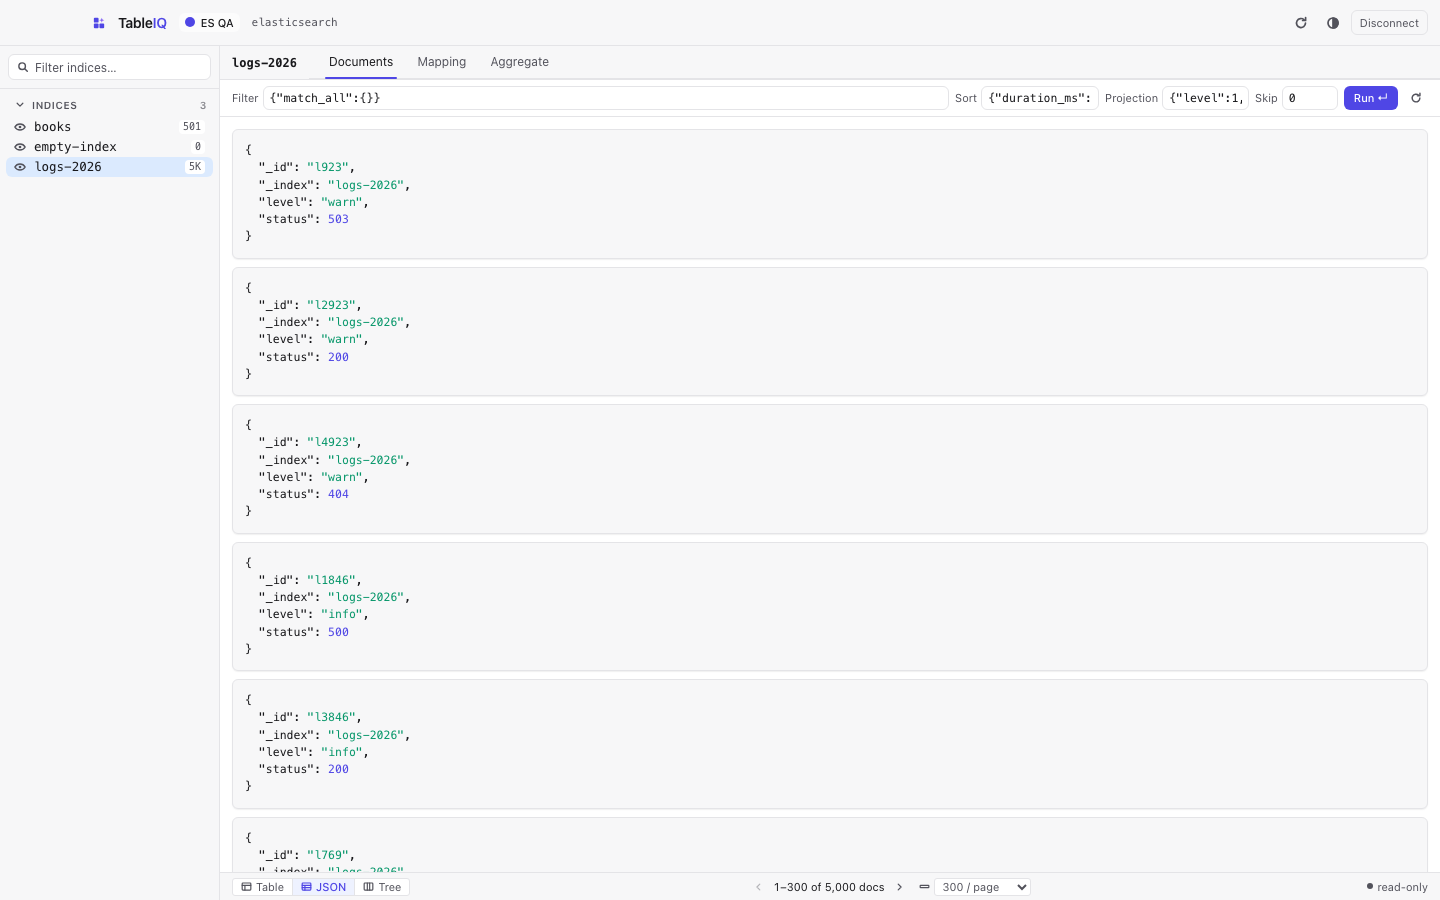 TableIQ ES QA elasticsearch Disconnect
Filter indices...
INDICES 3
books 501
empty-index 0
logs-2026 5K
logs-2026 Documents Mapping Aggregate
Filter {"match_all":{}} Sort {"duration_ms": Projection {"level":1, Skip 0 Run ↵
{
"_id": "l923",
"_index": "logs-2026",
"level": "warn",
"status": 503
}
{
"_id": "l2923",
"_index": "logs-2026",
"level": "warn",
"status": 200
}
{
"_id": "l4923",
"_index": "logs-2026",
"level": "warn",
"status": 404
}
{
"_id": "l1846",
"_index": "logs-2026",
"level": "info",
"status": 500
}
{
"_id": "l3846",
"_index": "logs-2026",
"level": "info",
"status": 200
}
{
"_id": "l769",
"_index": "logs-2026"
Table JSON Tree 1–300 of 5,000 docs 300 / page read-only